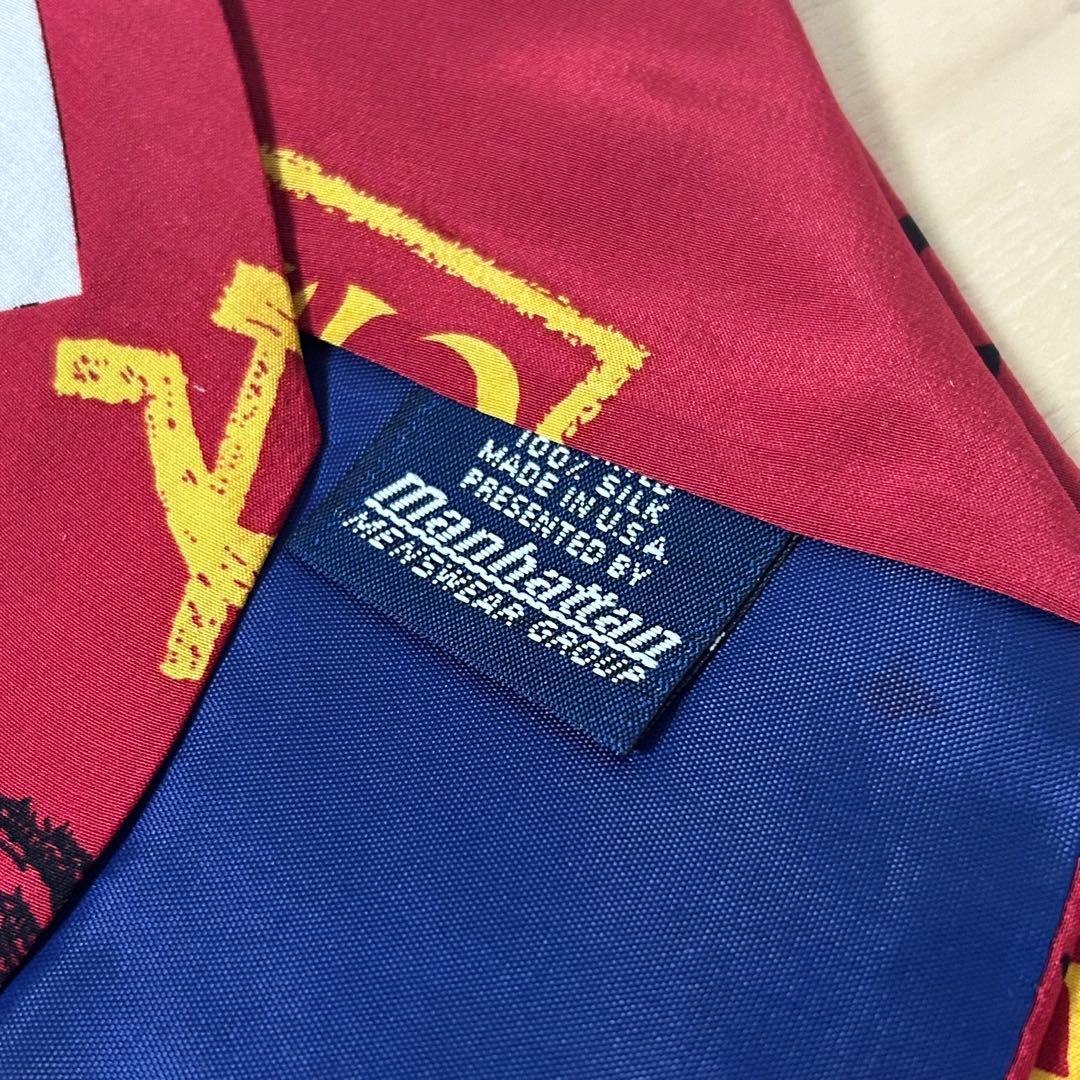 100% SILK
MADE IN U.S.A.
PRESENTED BY
Manhattan
MENSWEAR GROUP